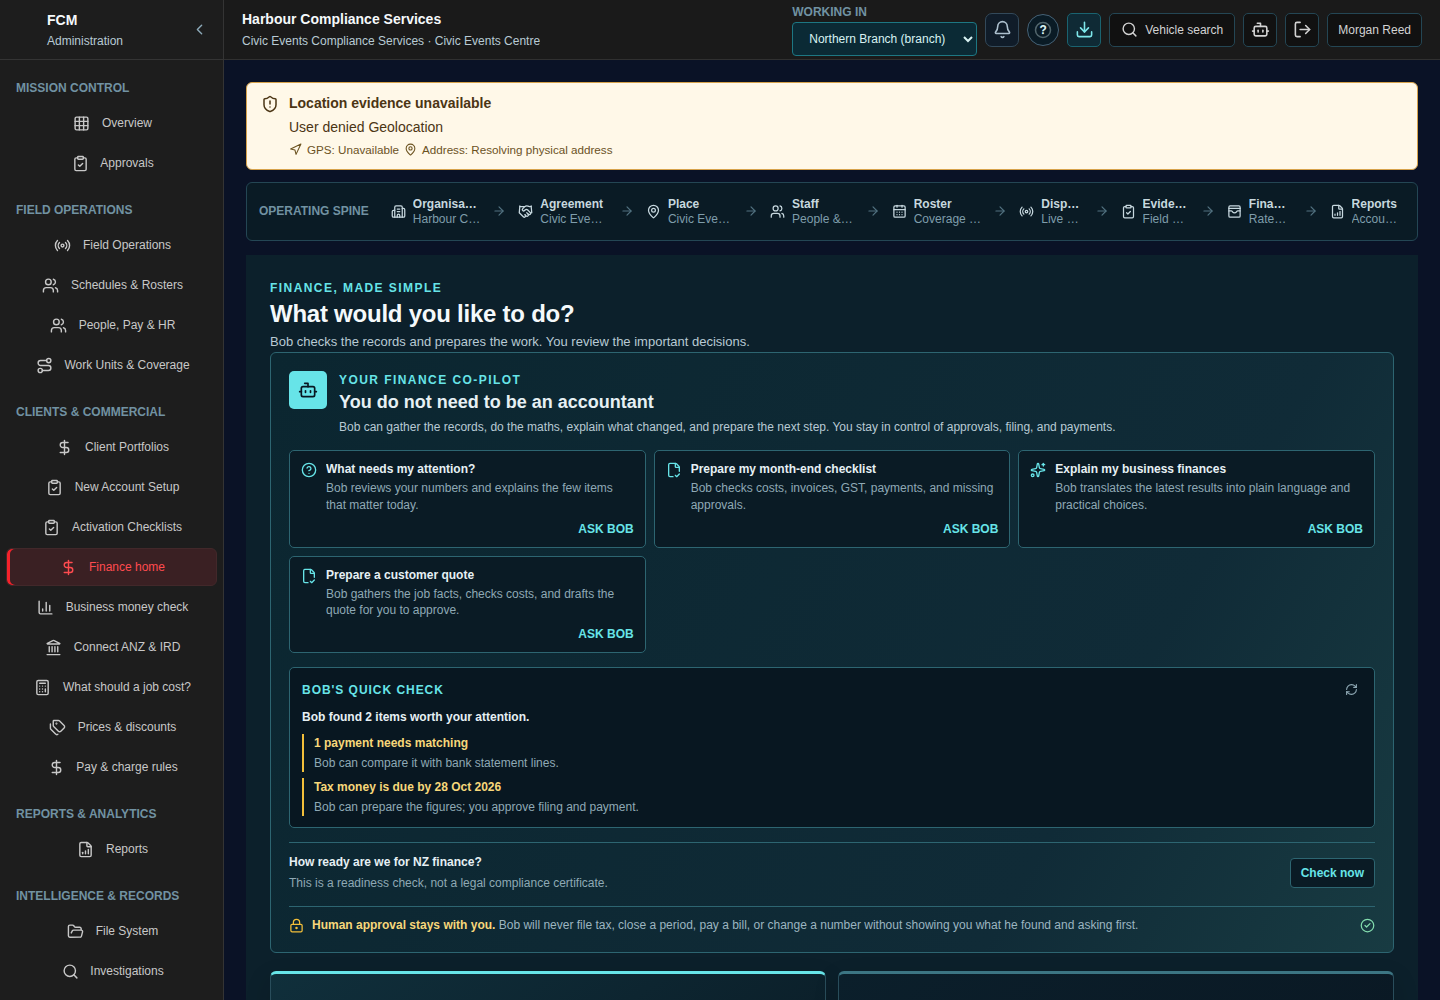 FCM
Administration
MISSION CONTROL
Overview
Approvals
FIELD OPERATIONS
Field Operations
Schedules & Rosters
People, Pay & HR
Work Units & Coverage
CLIENTS & COMMERCIAL
Client Portfolios
New Account Setup
Activation Checklists
Finance home
Business money check
Connect ANZ & IRD
What should a job cost?
Prices & discounts
Pay & charge rules
REPORTS & ANALYTICS
Reports
INTELLIGENCE & RECORDS
File System
Investigations
Harbour Compliance Services
Civic Events Compliance Services · Civic Events Centre
WORKING IN
Northern Branch (branch)
Vehicle search
Morgan Reed
Location evidence unavailable
User denied Geolocation
GPS: Unavailable Address: Resolving physical address
OPERATING SPINE
Organisa…
Harbour C…
Agreement
Civic Eve…
Place
Civic Eve…
Staff
People &…
Roster
Coverage …
Disp…
Live …
Evide…
Field …
Fina…
Rate…
Reports
Accou…
FINANCE, MADE SIMPLE
What would you like to do?
Bob checks the records and prepares the work. You review the important decisions.
YOUR FINANCE CO-PILOT
You do not need to be an accountant
Bob can gather the records, do the maths, explain what changed, and prepare the next step. You stay in control of approvals, filing, and payments.
What needs my attention?
Bob reviews your numbers and explains the few items
that matter today.
ASK BOB
Prepare my month-end checklist
Bob checks costs, invoices, GST, payments, and missing
approvals.
ASK BOB
Explain my business finances
Bob translates the latest results into plain language and
practical choices.
ASK BOB
Prepare a customer quote
Bob gathers the job facts, checks costs, and drafts the
quote for you to approve.
ASK BOB
BOB'S QUICK CHECK
Bob found 2 items worth your attention.
1 payment needs matching
Bob can compare it with bank statement lines.
Tax money is due by 28 Oct 2026
Bob can prepare the figures; you approve filing and payment.
How ready are we for NZ finance?
This is a readiness check, not a legal compliance certificate.
Check now
Human approval stays with you. Bob will never file tax, close a period, pay a bill, or change a number without showing you what he found and asking first.